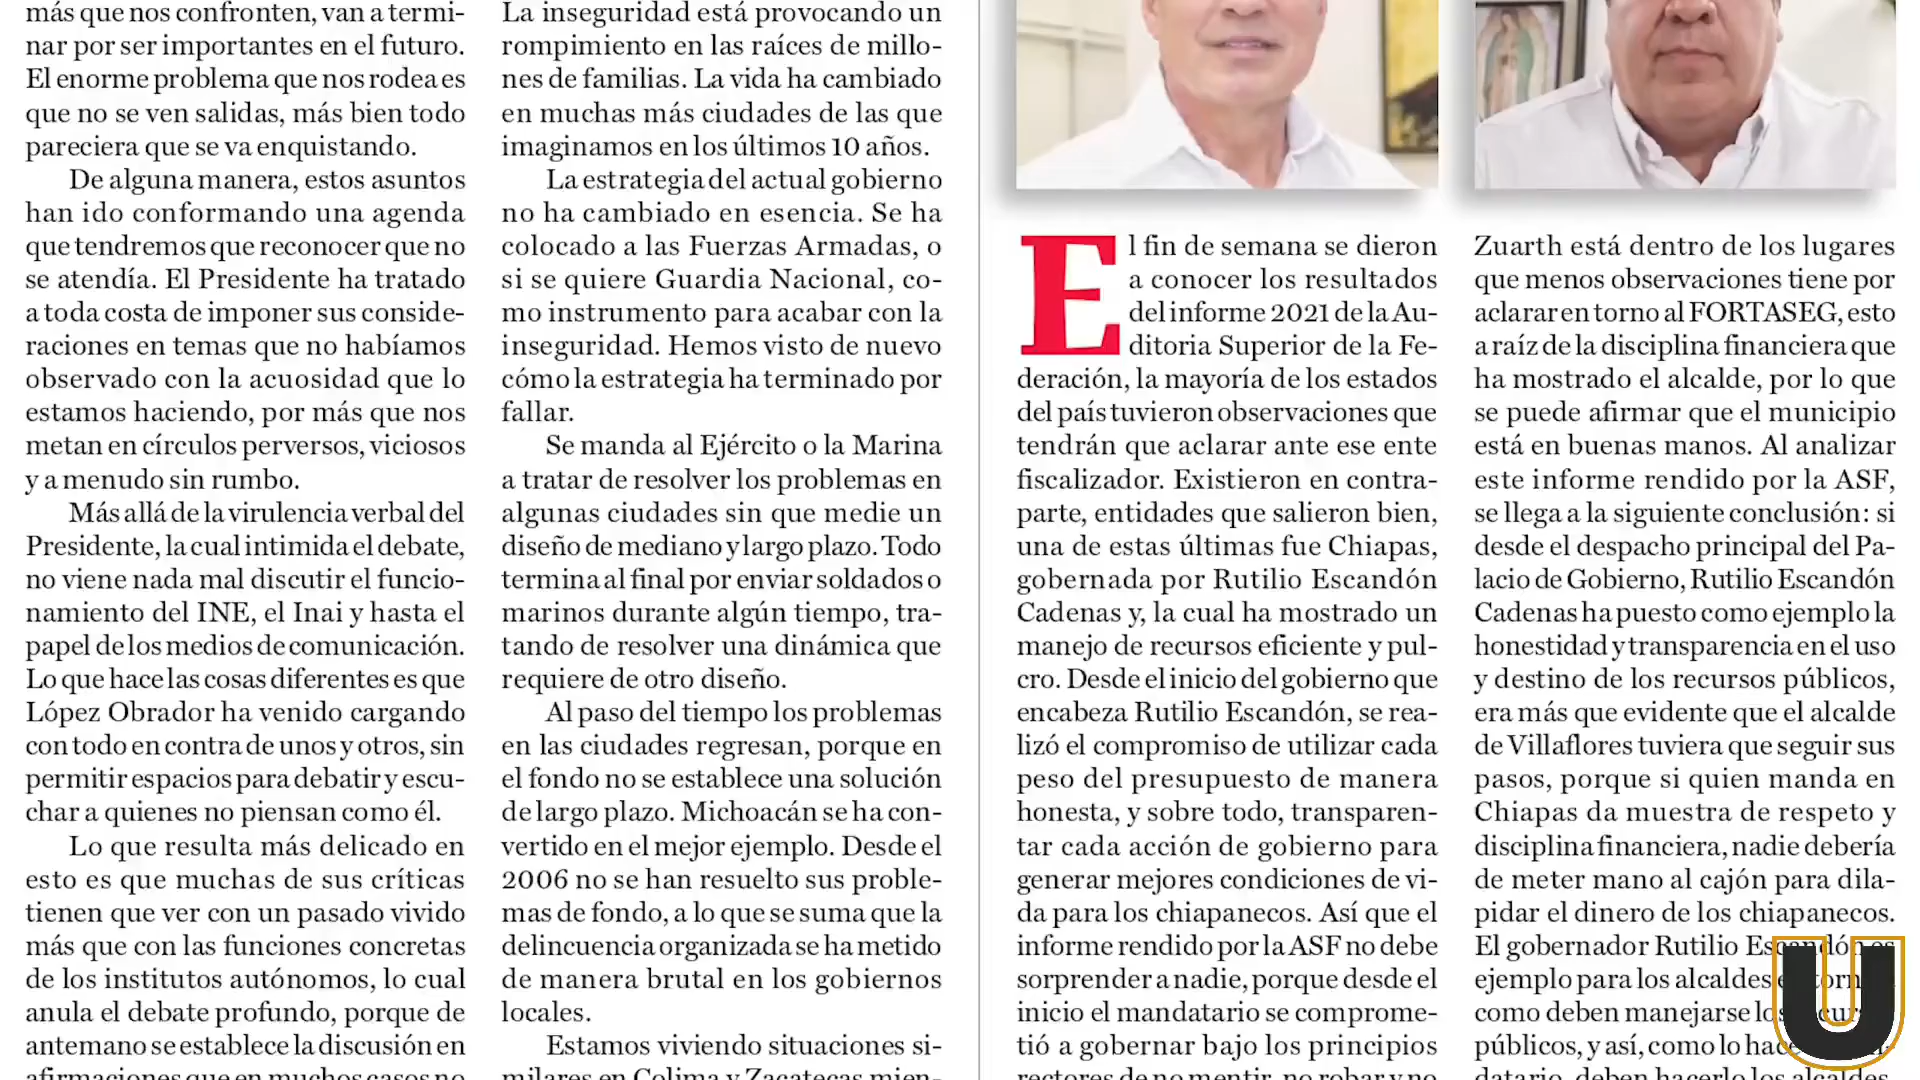 más que nos confronten, van a termi-
nar por ser importantes en el futuro.
El enorme problema que nos rodea es
que no se ven salidas, más bien todo
pareciera que se va enquistando.
De alguna manera, estos asuntos
han ido conformando una agenda
que tendremos que reconocer que no
se atendía. El Presidente ha tratado
a toda costa de imponer sus conside-
raciones en temas que no habíamos
observado con la acuosidad que lo
estamos haciendo, por más que nos
metan en círculos perversos, viciosos
y a menudo sin rumbo.
Más allá de la virulencia verbal del
Presidente, la cual intimida el debate,
no viene nada mal discutir el funcio-
namiento del INE, el Inai y hasta el
papel de los medios de comunicación.
Lo que hace las cosas diferentes es que
López Obrador ha venido cargando
con todo en contra de unos y otros, sin
permitir espacios para debatir y escu-
char a quienes no piensan como él.
Lo que resulta más delicado en
esto es que muchas de sus críticas
tienen que ver con un pasado vivido
más que con las funciones concretas
de los institutos autónomos, lo cual
anula el debate profundo, porque de
antemano se establece la discusión en
afirmaciones que en muchos casos no
La inseguridad está provocando un
rompimiento en las raíces de millo-
nes de familias. La vida ha cambiado
en muchas más ciudades de las que
imaginamos en los últimos 10 años.
La estrategia del actual gobierno
no ha cambiado en esencia. Se ha
colocado a las Fuerzas Armadas, o
si se quiere Guardia Nacional, co-
mo instrumento para acabar con la
inseguridad. Hemos visto de nuevo
cómo la estrategia ha terminado por
fallar.
Se manda al Ejército o la Marina
a tratar de resolver los problemas en
algunas ciudades sin que medie un
diseño de mediano y largo plazo. Todo
termina al final por enviar soldados o
marinos durante algún tiempo, tra-
tando de resolver una dinámica que
requiere de otro diseño.
Al paso del tiempo los problemas
en las ciudades regresan, porque en
el fondo no se establece una solución
de largo plazo. Michoacán se ha con-
vertido en el mejor ejemplo. Desde el
2006 no se han resuelto sus proble-
mas de fondo, a lo que se suma que la
delincuencia organizada se ha metido
de manera brutal en los gobiernos
locales.
Estamos viviendo situaciones si-
milares en Colima y Zacatecas mien-
El fin de semana se dieron
a conocer los resultados
del informe 2021 de la Au-
ditoria Superior de la Fe-
deración, la mayoría de los estados
del país tuvieron observaciones que
tendrán que aclarar ante ese ente
fiscalizador. Existieron en contra-
parte, entidades que salieron bien,
una de estas últimas fue Chiapas,
gobernada por Rutilio Escandón
Cadenas y, la cual ha mostrado un
manejo de recursos eficiente y pul-
cro. Desde el inicio del gobierno que
encabeza Rutilio Escandón, se rea-
lizó el compromiso de utilizar cada
peso del presupuesto de manera
honesta, y sobre todo, transparen-
tar cada acción de gobierno para
generar mejores condiciones de vi-
da para los chiapanecos. Así que el
informe rendido por la ASF no debe
sorprender a nadie, porque desde el
inicio el mandatario se comprome-
tió a gobernar bajo los principios
rectores de no mentir, no robar y no
Zuarth está dentro de los lugares
que menos observaciones tiene por
aclarar en torno al FORTASEG, esto
a raíz de la disciplina financiera que
ha mostrado el alcalde, por lo que
se puede afirmar que el municipio
está en buenas manos. Al analizar
este informe rendido por la ASF,
se llega a la siguiente conclusión: si
desde el despacho principal del Pa-
lacio de Gobierno, Rutilio Escandón
Cadenas ha puesto como ejemplo la
honestidad y transparencia en el uso
y destino de los recursos públicos,
era más que evidente que el alcalde
de Villaflores tuviera que seguir sus
pasos, porque si quien manda en
Chiapas da muestra de respeto y
disciplina financiera, nadie debería
de meter mano al cajón para dila-
pidar el dinero de los chiapanecos.
El gobernador Rutilio Escandón es
ejemplo para los alcaldes
como deben manejarse los
públicos, y así, como lo hace
datario, deben hacerlo los alcaldes
U